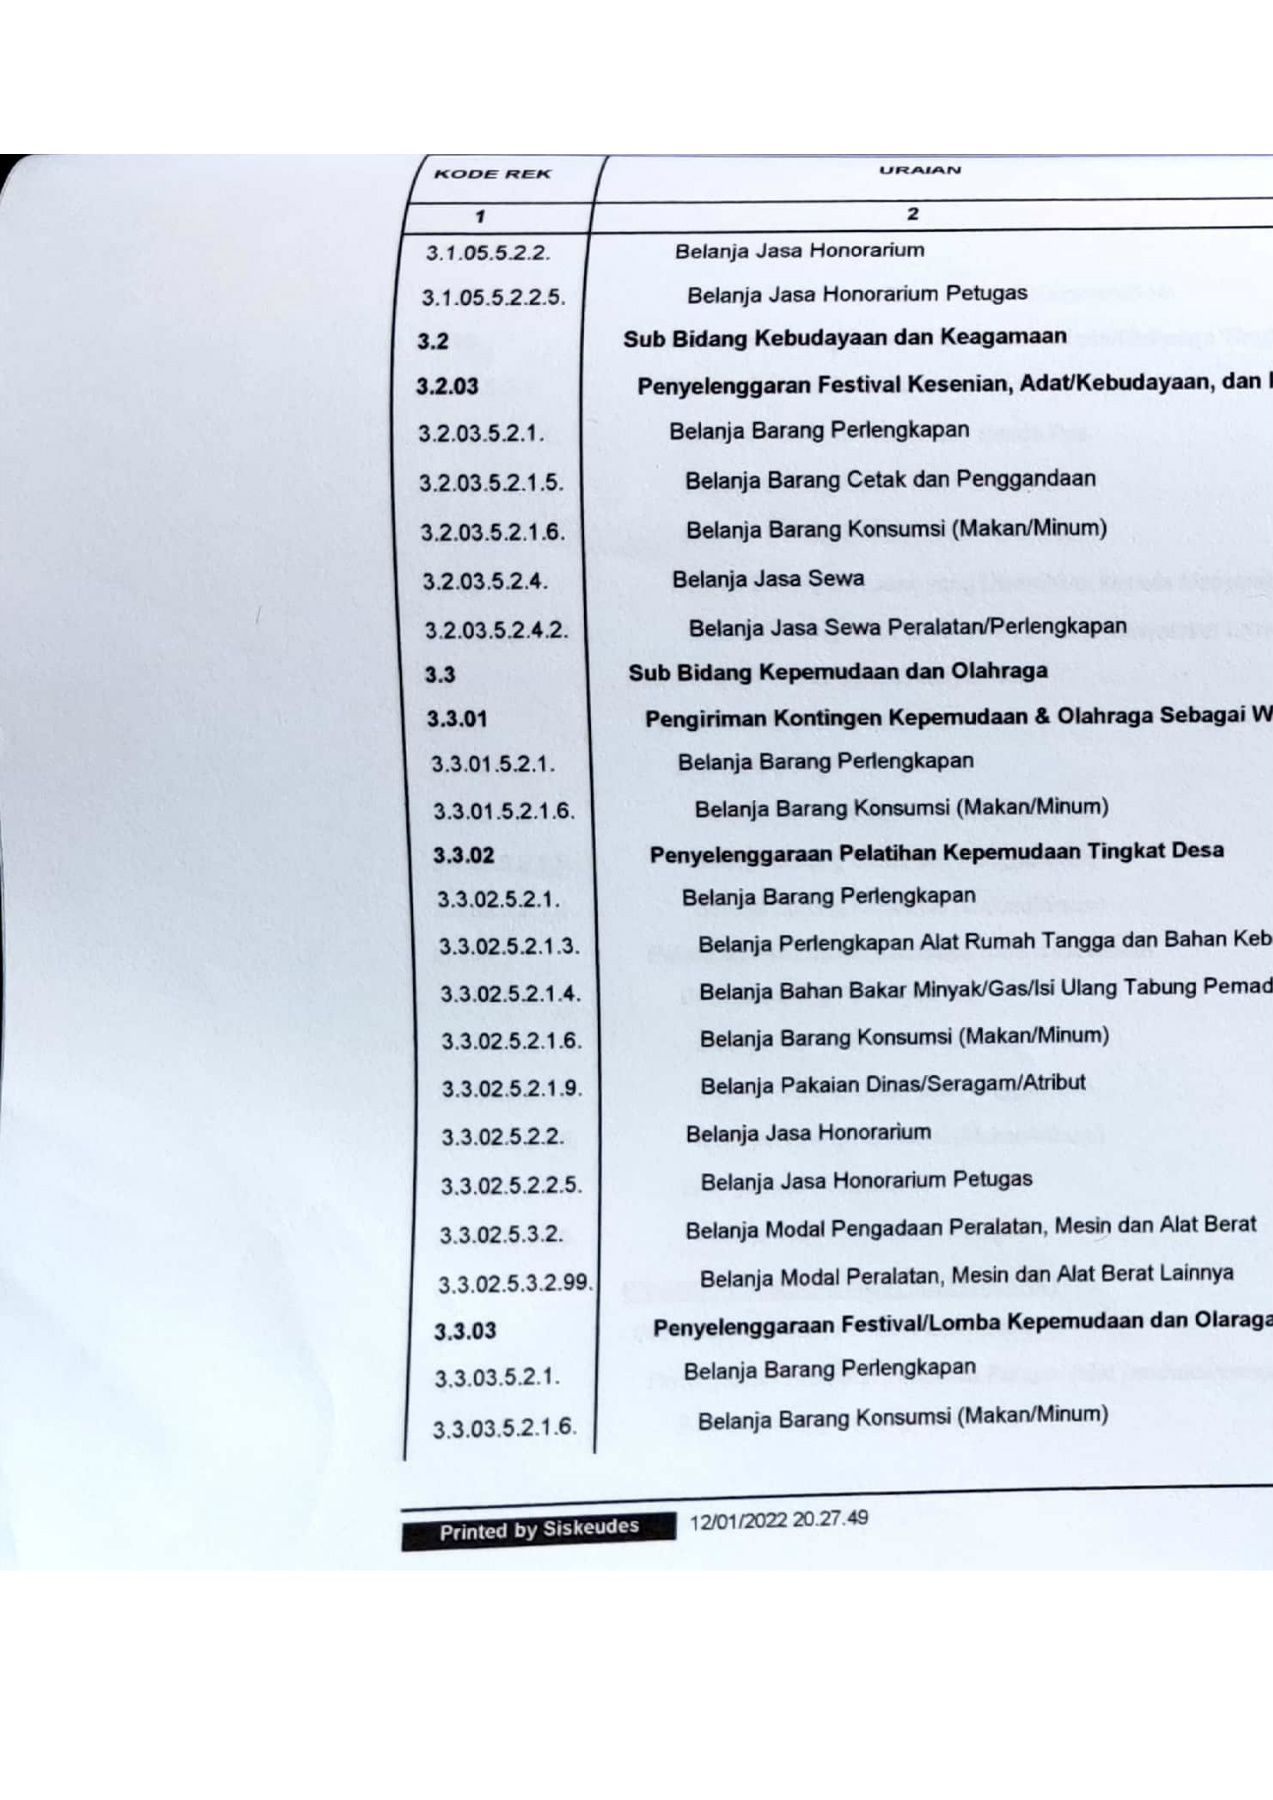 KODE REK URAIAN
1 2
3.1.05.5.2.2. Belanja Jasa Honorarium
3.1.05.5.2.2.5. Belanja Jasa Honorarium Petugas
3.2 Sub Bidang Kebudayaan dan Keagamaan
3.2.03 Penyelenggaran Festival Kesenian, Adat/Kebudayaan, dan
3.2.03.5.2.1. Belanja Barang Perlengkapan
3.2.03.5.2.1.5. Belanja Barang Cetak dan Penggandaan
3.2.03.5.2.1.6. Belanja Barang Konsumsi (Makan/Minum)
3.2.03.5.2.4. Belanja Jasa Sewa
3.2.03.5.2.4.2. Belanja Jasa Sewa Peralatan/Perlengkapan
3.3 Sub Bidang Kepemudaan dan Olahraga
3.3.01 Pengiriman Kontingen Kepemudaan & Olahraga Sebagai W
3.3.01.5.2.1. Belanja Barang Perlengkapan
3.3.01.5.2.1.6. Belanja Barang Konsumsi (Makan/Minum)
3.3.02 Penyelenggaraan Pelatihan Kepemudaan Tingkat Desa
3.3.02.5.2.1. Belanja Barang Perlengkapan
3.3.02.5.2.1.3. Belanja Perlengkapan Alat Rumah Tangga dan Bahan Keb
3.3.02.5.2.1.4. Belanja Bahan Bakar Minyak/Gas/Isi Ulang Tabung Pemad
3.3.02.5.2.1.6. Belanja Barang Konsumsi (Makan/Minum)
3.3.02.5.2.1.9. Belanja Pakaian Dinas/Seragam/Atribut
3.3.02.5.2.2. Belanja Jasa Honorarium
3.3.02.5.2.2.5. Belanja Jasa Honorarium Petugas
3.3.02.5.3.2. Belanja Modal Pengadaan Peralatan, Mesin dan Alat Berat
3.3.02.5.3.2.99. Belanja Modal Peralatan, Mesin dan Alat Berat Lainnya
3.3.03 Penyelenggaraan Festival/Lomba Kepemudaan dan Olaraga
3.3.03.5.2.1. Belanja Barang Perlengkapan
3.3.03.5.2.1.6. Belanja Barang Konsumsi (Makan/Minum)
Printed by Siskeudes 12/01/2022 20.27.49